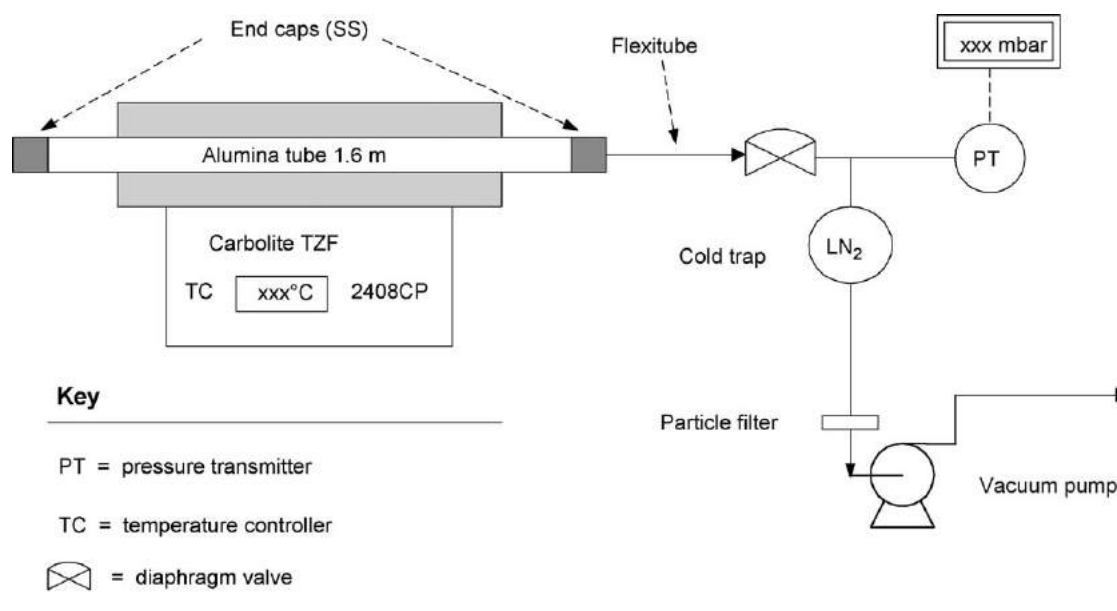 End caps (SS)
Flexitube
xxx mbar
Alumina tube 1.6 m
PT
Carbolite TZF
TC xxx°C 2408CP
Cold trap
LN2
Key
Particle filter
PT = pressure transmitter
Vacuum pump
TC = temperature controller
= diaphragm valve